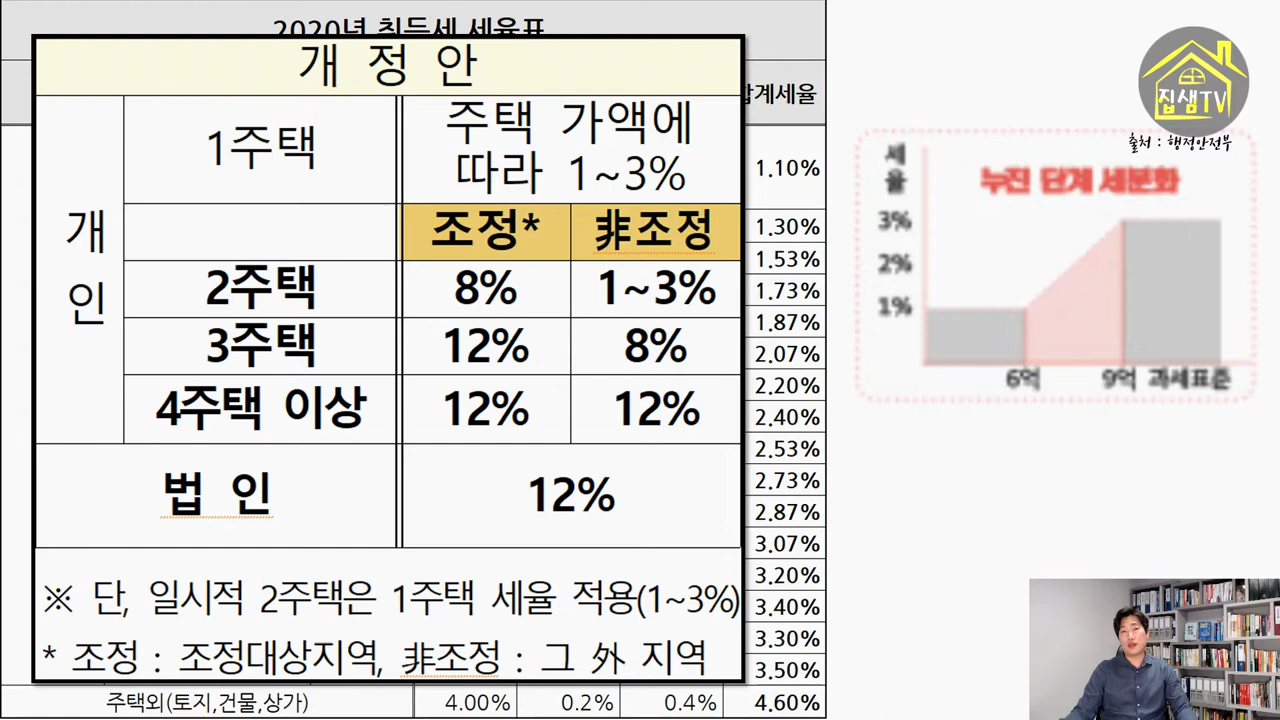 2020년 취득세 세율표
개 정 안
개인
1주택
주택 가액에
따라 1~3%
조정* 非조정
2주택 8% 1~3%
3주택 12% 8%
4주택 이상 12% 12%
법 인 12%
※ 단, 일시적 2주택은 1주택 세율 적용(1~3%)
* 조정 : 조정대상지역, 非조정 : 그 外 지역
합계세율
1.10%
1.30%
1.53%
1.73%
1.87%
2.07%
2.20%
2.40%
2.53%
2.73%
2.87%
3.07%
3.20%
3.40%
3.30%
3.50%
주택외(토지,건물,상가) 4.00% 0.2% 0.4% 4.60%
집샘TV
출처 : 행정안전부
누진 단계 세분화
세율
3%
2%
1%
6억 9억 과세표준